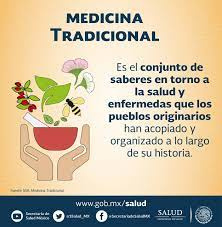 MEDICINA
TRADICIONAL
Es el conjunto de
saberes en torno a
la salud y
enfermedas que los
pueblos originarios
han acopiado y
organizado a lo largo
de su historia.
Fuente: SSA. Medicina Tradicional
www.gob.mx/salud
Secretaría de
Salud México
@SSalud_MX
@SecretariadeSaludMX
SALUD
SECRETARÍA DE SALUD